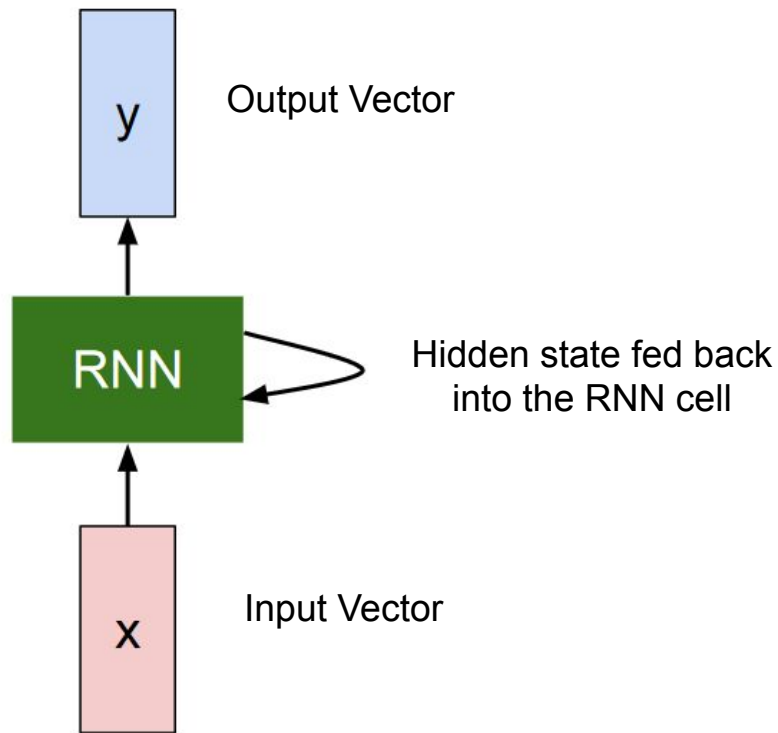 y
Output Vector
RNN
Hidden state fed back
into the RNN cell
x
Input Vector